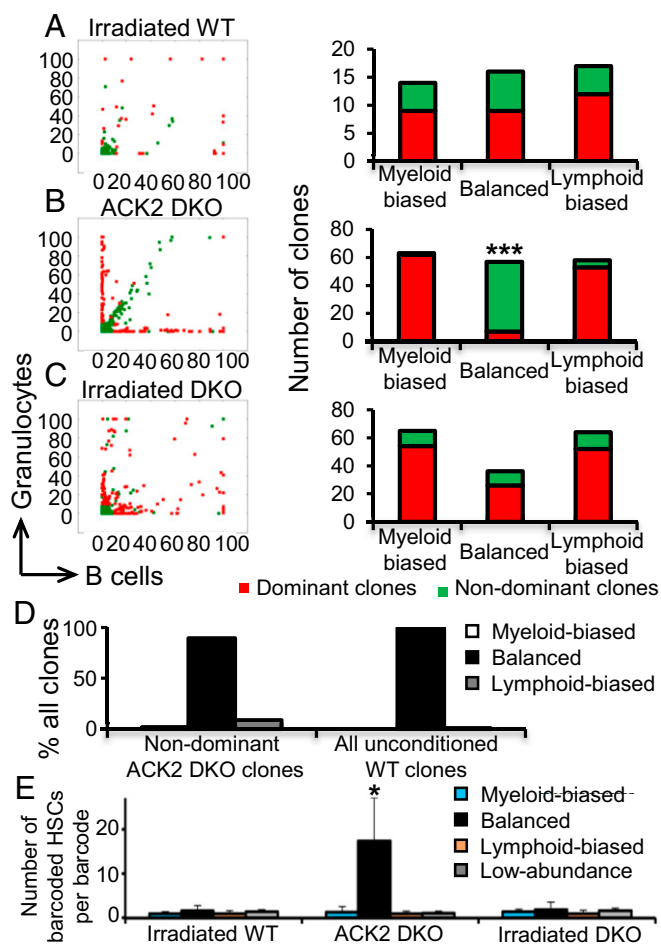 A
Irradiated WT
100
80
60
40
20
0
0 20 40 60 80 100
20
15
10
5
0
Myeloid biased
Balanced
Lymphoid biased
B
ACK2 DKO
100
80
60
40
20
0
0 20 40 60 80 100
Number of clones
80
60
40
20
0
***
Myeloid biased
Balanced
Lymphoid biased
C
Irradiated DKO
100
80
60
40
20
0
0 20 40 60 80 100
Granulocytes
B cells
80
60
40
20
0
Myeloid biased
Balanced
Lymphoid biased
Dominant clones
Non-dominant clones
D
% all clones
100
50
0
Non-dominant ACK2 DKO clones
All unconditioned WT clones
Myeloid-biased
Balanced
Lymphoid-biased
E
Number of barcoded HSCs per barcode
20
10
0
*
Irradiated WT
ACK2 DKO
Irradiated DKO
Myeloid-biased
Balanced
Lymphoid-biased
Low-abundance